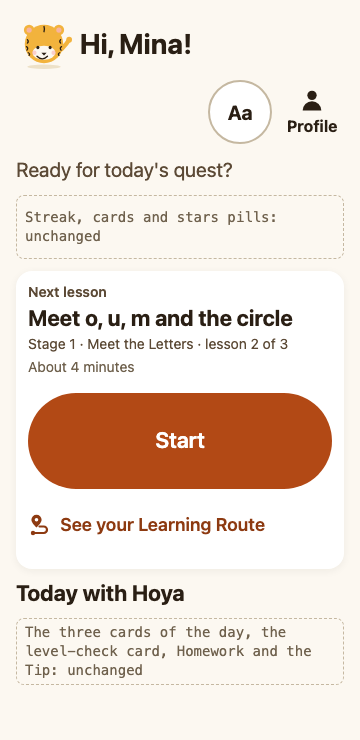 Hi, Mina!
Aa
Profile
Ready for today's quest?
Streak, cards and stars pills:
unchanged
Next lesson
Meet o, u, m and the circle
Stage 1 · Meet the Letters · lesson 2 of 3
About 4 minutes
Start
See your Learning Route
Today with Hoya
The three cards of the day, the
level-check card, Homework and the
Tip: unchanged